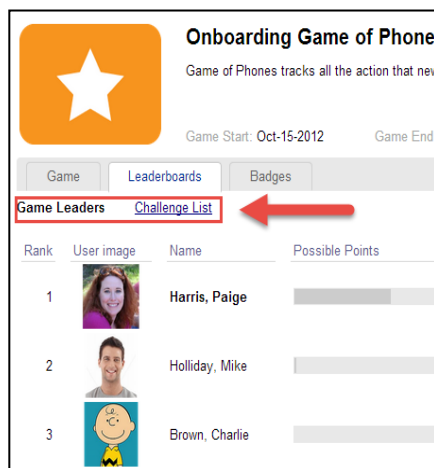 Onboarding Game of Phone
Game of Phones tracks all the action that nev
Game Start: Oct-15-2012 Game End
Game Leaderboards Badges
Game Leaders Challenge List
Rank User image Name Possible Points
1 Harris, Paige
2 Holliday, Mike
3 Brown, Charlie